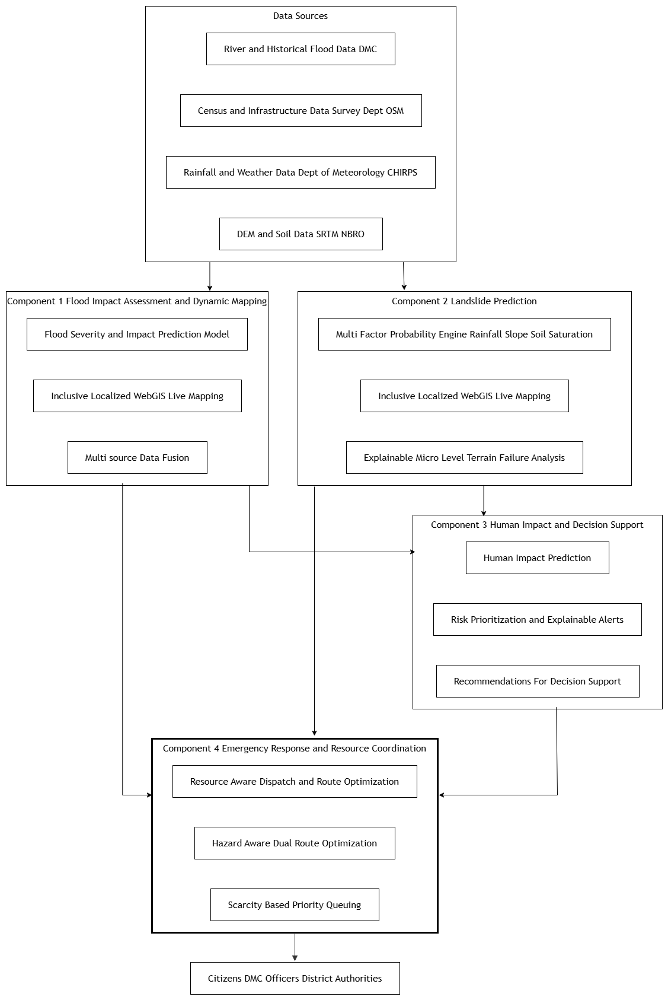 Data Sources
River and Historical Flood Data DMC
Census and Infrastructure Data Survey Dept OSM
Rainfall and Weather Data Dept of Meteorology CHIRPS
DEM and Soil Data SRTM NBRO
Component 1 Flood Impact Assessment and Dynamic Mapping
Flood Severity and Impact Prediction Model
Inclusive Localized WebGIS Live Mapping
Multi source Data Fusion
Component 2 Landslide Prediction
Multi Factor Probability Engine Rainfall Slope Soil Saturation
Inclusive Localized WebGIS Live Mapping
Explainable Micro Level Terrain Failure Analysis
Component 3 Human Impact and Decision Support
Human Impact Prediction
Risk Prioritization and Explainable Alerts
Recommendations For Decision Support
Component 4 Emergency Response and Resource Coordination
Resource Aware Dispatch and Route Optimization
Hazard Aware Dual Route Optimization
Scarcity Based Priority Queuing
Citizens DMC Officers District Authorities